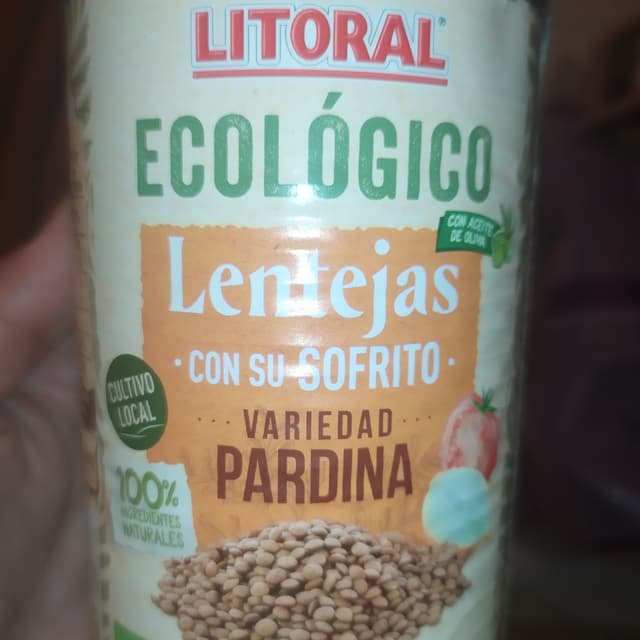 LITORAL
ECOLÓGICO
CON ACEITE
DE OLIVA
Lentejas
· CON SU SOFRITO ·
CULTIVO
LOCAL
··· VARIEDAD ···
PARDINA
100%
INGREDIENTES
NATURALES